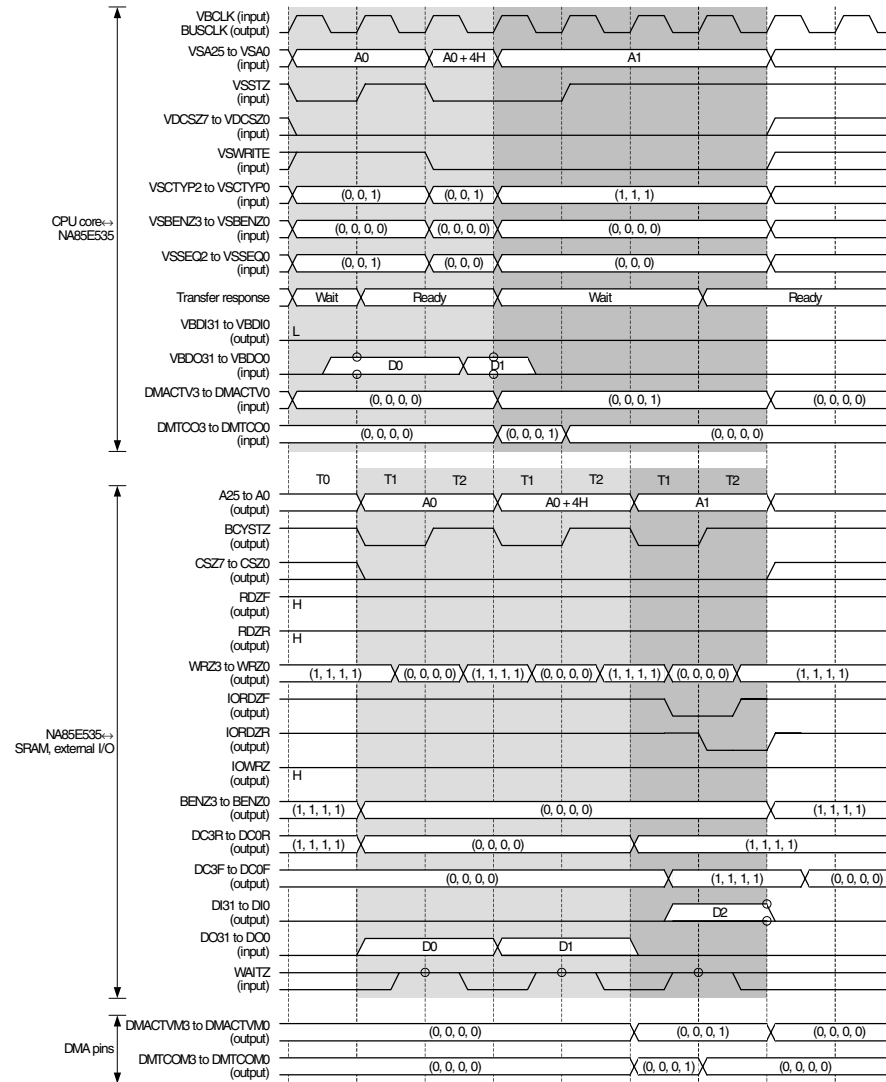 VBCLK (input)
BUSCLK (output)
VSA25 to VSA0
(input)
A0 A0 + 4H A1
VSSTZ
(input)
VDCSZ7 to VDCSZ0
(input)
VSWRITE
(input)
VSCTYP2 to VSCTYP0
(input)
(0, 0, 1) (0, 0, 1) (1, 1, 1)
CPU core↔
NA85E535
VSBENZ3 to VSBENZ0
(input)
(0, 0, 0, 0) (0, 0, 0, 0) (0, 0, 0, 0)
VSSEQ2 to VSSEQ0
(input)
(0, 0, 1) (0, 0, 0) (0, 0, 0)
Transfer response Wait Ready Wait Ready
VBDI31 to VBDI0
(output)
L
VBDO31 to VBDO0
(input)
D0 D1
DMACTV3 to DMACTV0
(input)
(0, 0, 0, 0) (0, 0, 0, 1) (0, 0, 0, 0)
DMTCO3 to DMTCO0
(input)
(0, 0, 0, 0) (0, 0, 0, 1) (0, 0, 0, 0)
T0 T1 T2 T1 T2 T1 T2
A25 to A0
(output)
A0 A0 + 4H A1
BCYSTZ
(output)
CSZ7 to CSZ0
(output)
RDZF
(output)
H
RDZR
(output)
H
WRZ3 to WRZ0
(output)
(1, 1, 1, 1) (0, 0, 0, 0) (1, 1, 1, 1) (0, 0, 0, 0) (1, 1, 1, 1) (0, 0, 0, 0) (1, 1, 1, 1)
IORDZF
(output)
NA85E535↔
SRAM, external I/O
IORDZR
(output)
IOWRZ
(output)
H
BENZ3 to BENZ0
(output)
(1, 1, 1, 1) (0, 0, 0, 0) (1, 1, 1, 1)
DC3R to DC0R
(output)
(1, 1, 1, 1) (0, 0, 0, 0) (1, 1, 1, 1)
DC3F to DC0F
(output)
(0, 0, 0, 0) (1, 1, 1, 1) (0, 0, 0, 0)
DI31 to DI0
(output)
D2
DO31 to DO0
(input)
D0 D1
WAITZ
(input)
DMA pins
DMACTVM3 to DMACTVM0
(output)
(0, 0, 0, 0) (0, 0, 0, 1) (0, 0, 0, 0)
DMTCOM3 to DMTCOM0
(output)
(0, 0, 0, 0) (0, 0, 0, 1) (0, 0, 0, 0)